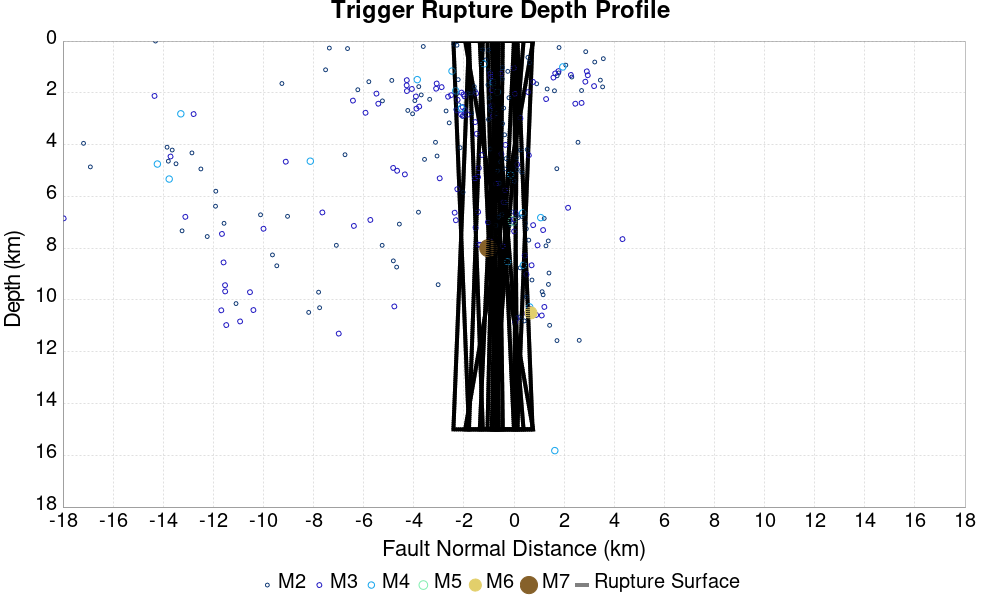 Trigger Rupture Depth Profile
Depth (km)
0
2
4
6
8
10
12
14
16
18
-18 -16 -14 -12 -10 -8 -6 -4 -2 0 2 4 6 8 10 12 14 16 18
Fault Normal Distance (km)
M2 M3 M4 M5 M6 M7 Rupture Surface